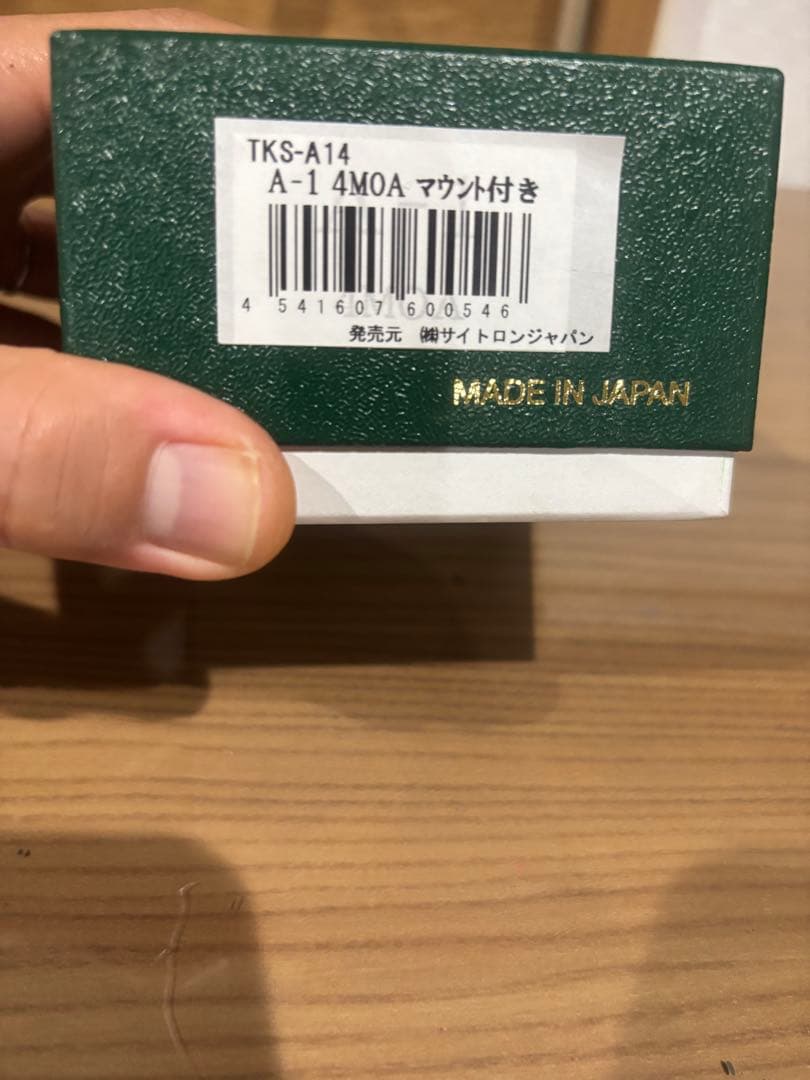 TKS-A14
A-1 4MOA マウント付き
4 541607 600546
発売元 ㈱サイトロンジャパン
MADE IN JAPAN